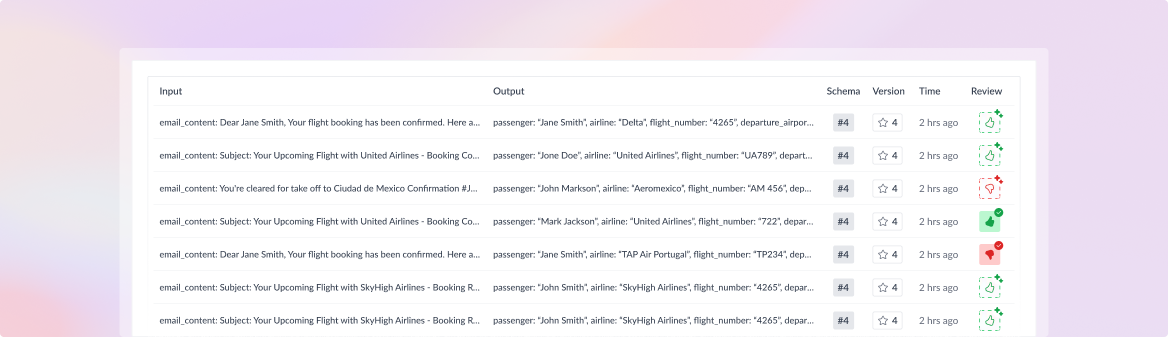 Input Output Schema Version Time Review
email_content: Dear Jane Smith, Your flight booking has been confirmed. Here a... passenger: “Jane Smith”, airline: “Delta”, flight_number: “4265”, departure_airpor... #4 4 2 hrs ago
email_content: Subject: Your Upcoming Flight with United Airlines - Booking Co... passenger: “Jone Doe”, airline: “United Airlines”, flight_number: “UA789”, depart... #4 4 2 hrs ago
email_content: You're cleared for take off to Ciudad de Mexico Confirmation #J... passenger: “John Markson”, airline: “Aeromexico”, flight_number: “AM 456”, dep... #4 4 2 hrs ago
email_content: Subject: Your Upcoming Flight with United Airlines - Booking Co... passenger: “Mark Jackson”, airline: “United Airlines”, flight_number: “722”, depar... #4 4 2 hrs ago
email_content: Dear Jane Smith, Your flight booking has been confirmed. Here a... passenger: “Jane Smith”, airline: “TAP Air Portugal”, flight_number: “TP234”, dep... #4 4 2 hrs ago
email_content: Subject: Your Upcoming Flight with SkyHigh Airlines - Booking R... passenger: “John Smith”, airline: “SkyHigh Airlines”, flight_number: “4265”, depar... #4 4 2 hrs ago
email_content: Subject: Your Upcoming Flight with SkyHigh Airlines - Booking R... passenger: “John Smith”, airline: “SkyHigh Airlines”, flight_number: “4265”, depar... #4 4 2 hrs ago